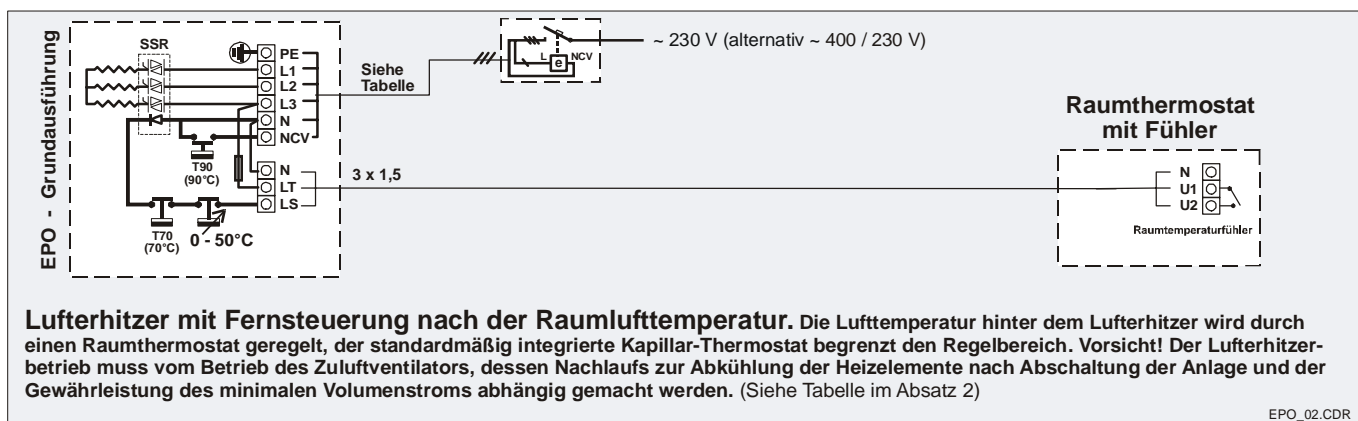 EPO - Grundausführung
SSR
PE
L1
L2
L3
N
NCV
T90
(90°C)
N
LT
LS
T70
(70°C)
0 - 50°C
Siehe
Tabelle
3 x 1,5
L
e
NCV
~ 230 V (alternativ ~ 400 / 230 V)
Raumthermostat
mit Fühler
N
U1
U2
Raumtemperaturfühler
Lufterhitzer mit Fernsteuerung nach der Raumlufttemperatur. Die Lufttemperatur hinter dem Lufterhitzer wird durch
einen Raumthermostat geregelt, der standardmäßig integrierte Kapillar-Thermostat begrenzt den Regelbereich. Vorsicht! Der Lufterhitzer-
betrieb muss vom Betrieb des Zuluftventilators, dessen Nachlaufs zur Abkühlung der Heizelemente nach Abschaltung der Anlage und der
Gewährleistung des minimalen Volumenstroms abhängig gemacht werden. (Siehe Tabelle im Absatz 2)
EPO_02.CDR